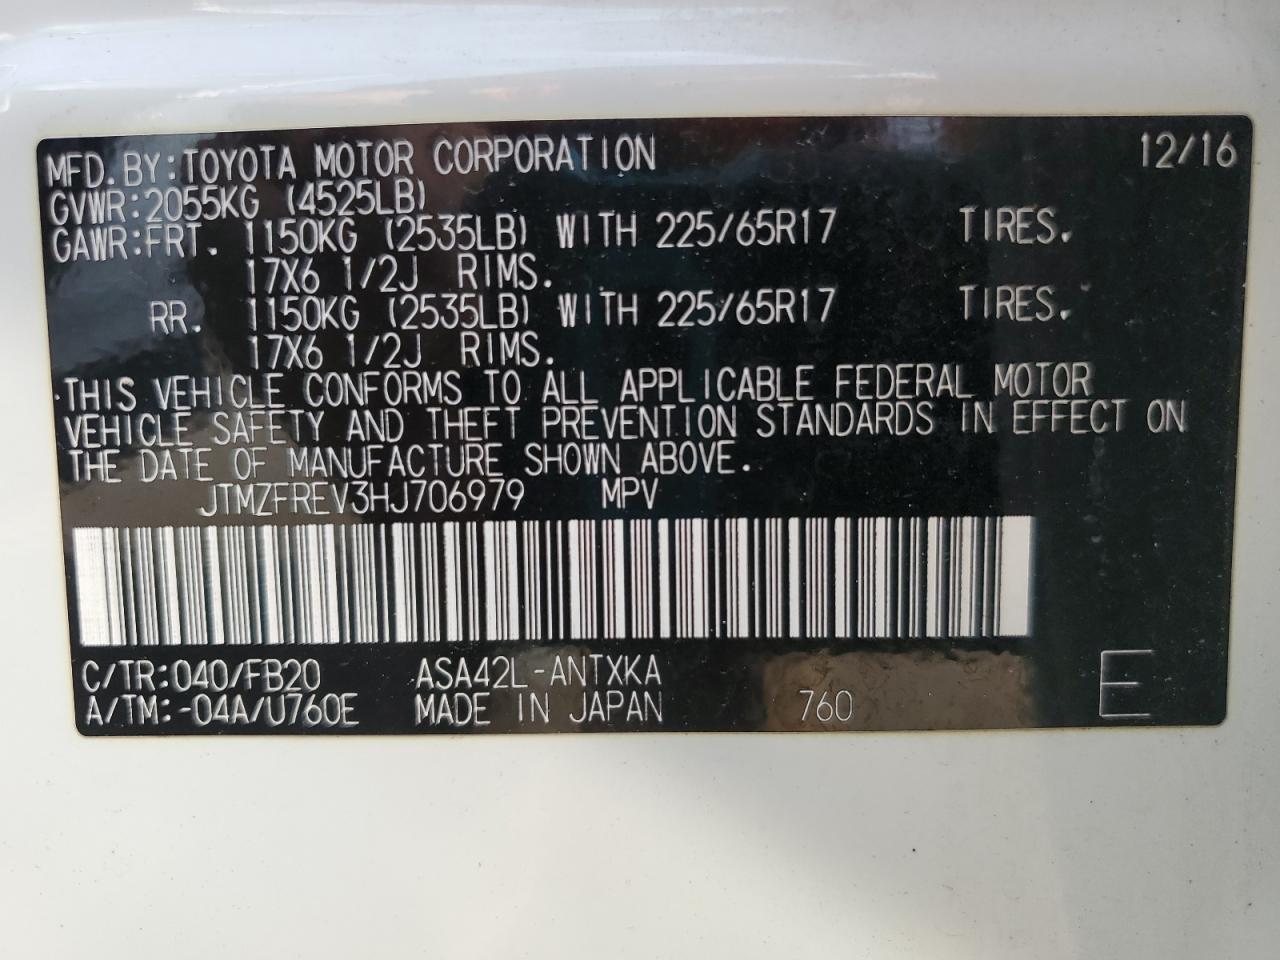 MFD. BY: TOYOTA MOTOR CORPORATION 12/16
GVWR: 2055KG (4525LB)
GAWR: FRT. 1150KG (2535LB) WITH 225/65R17 TIRES.
17X6 1/2J RIMS.
RR. 1150KG (2535LB) WITH 225/65R17 TIRES.
17X6 1/2J RIMS.
THIS VEHICLE CONFORMS TO ALL APPLICABLE FEDERAL MOTOR
VEHICLE SAFETY AND THEFT PREVENTION STANDARDS IN EFFECT ON
THE DATE OF MANUFACTURE SHOWN ABOVE.
JTMZFREV3HJ706979 MPV
C/TR: 040/FB20 ASA42L-ANTXKA
A/TM: -04A/U760E MADE IN JAPAN 760 E